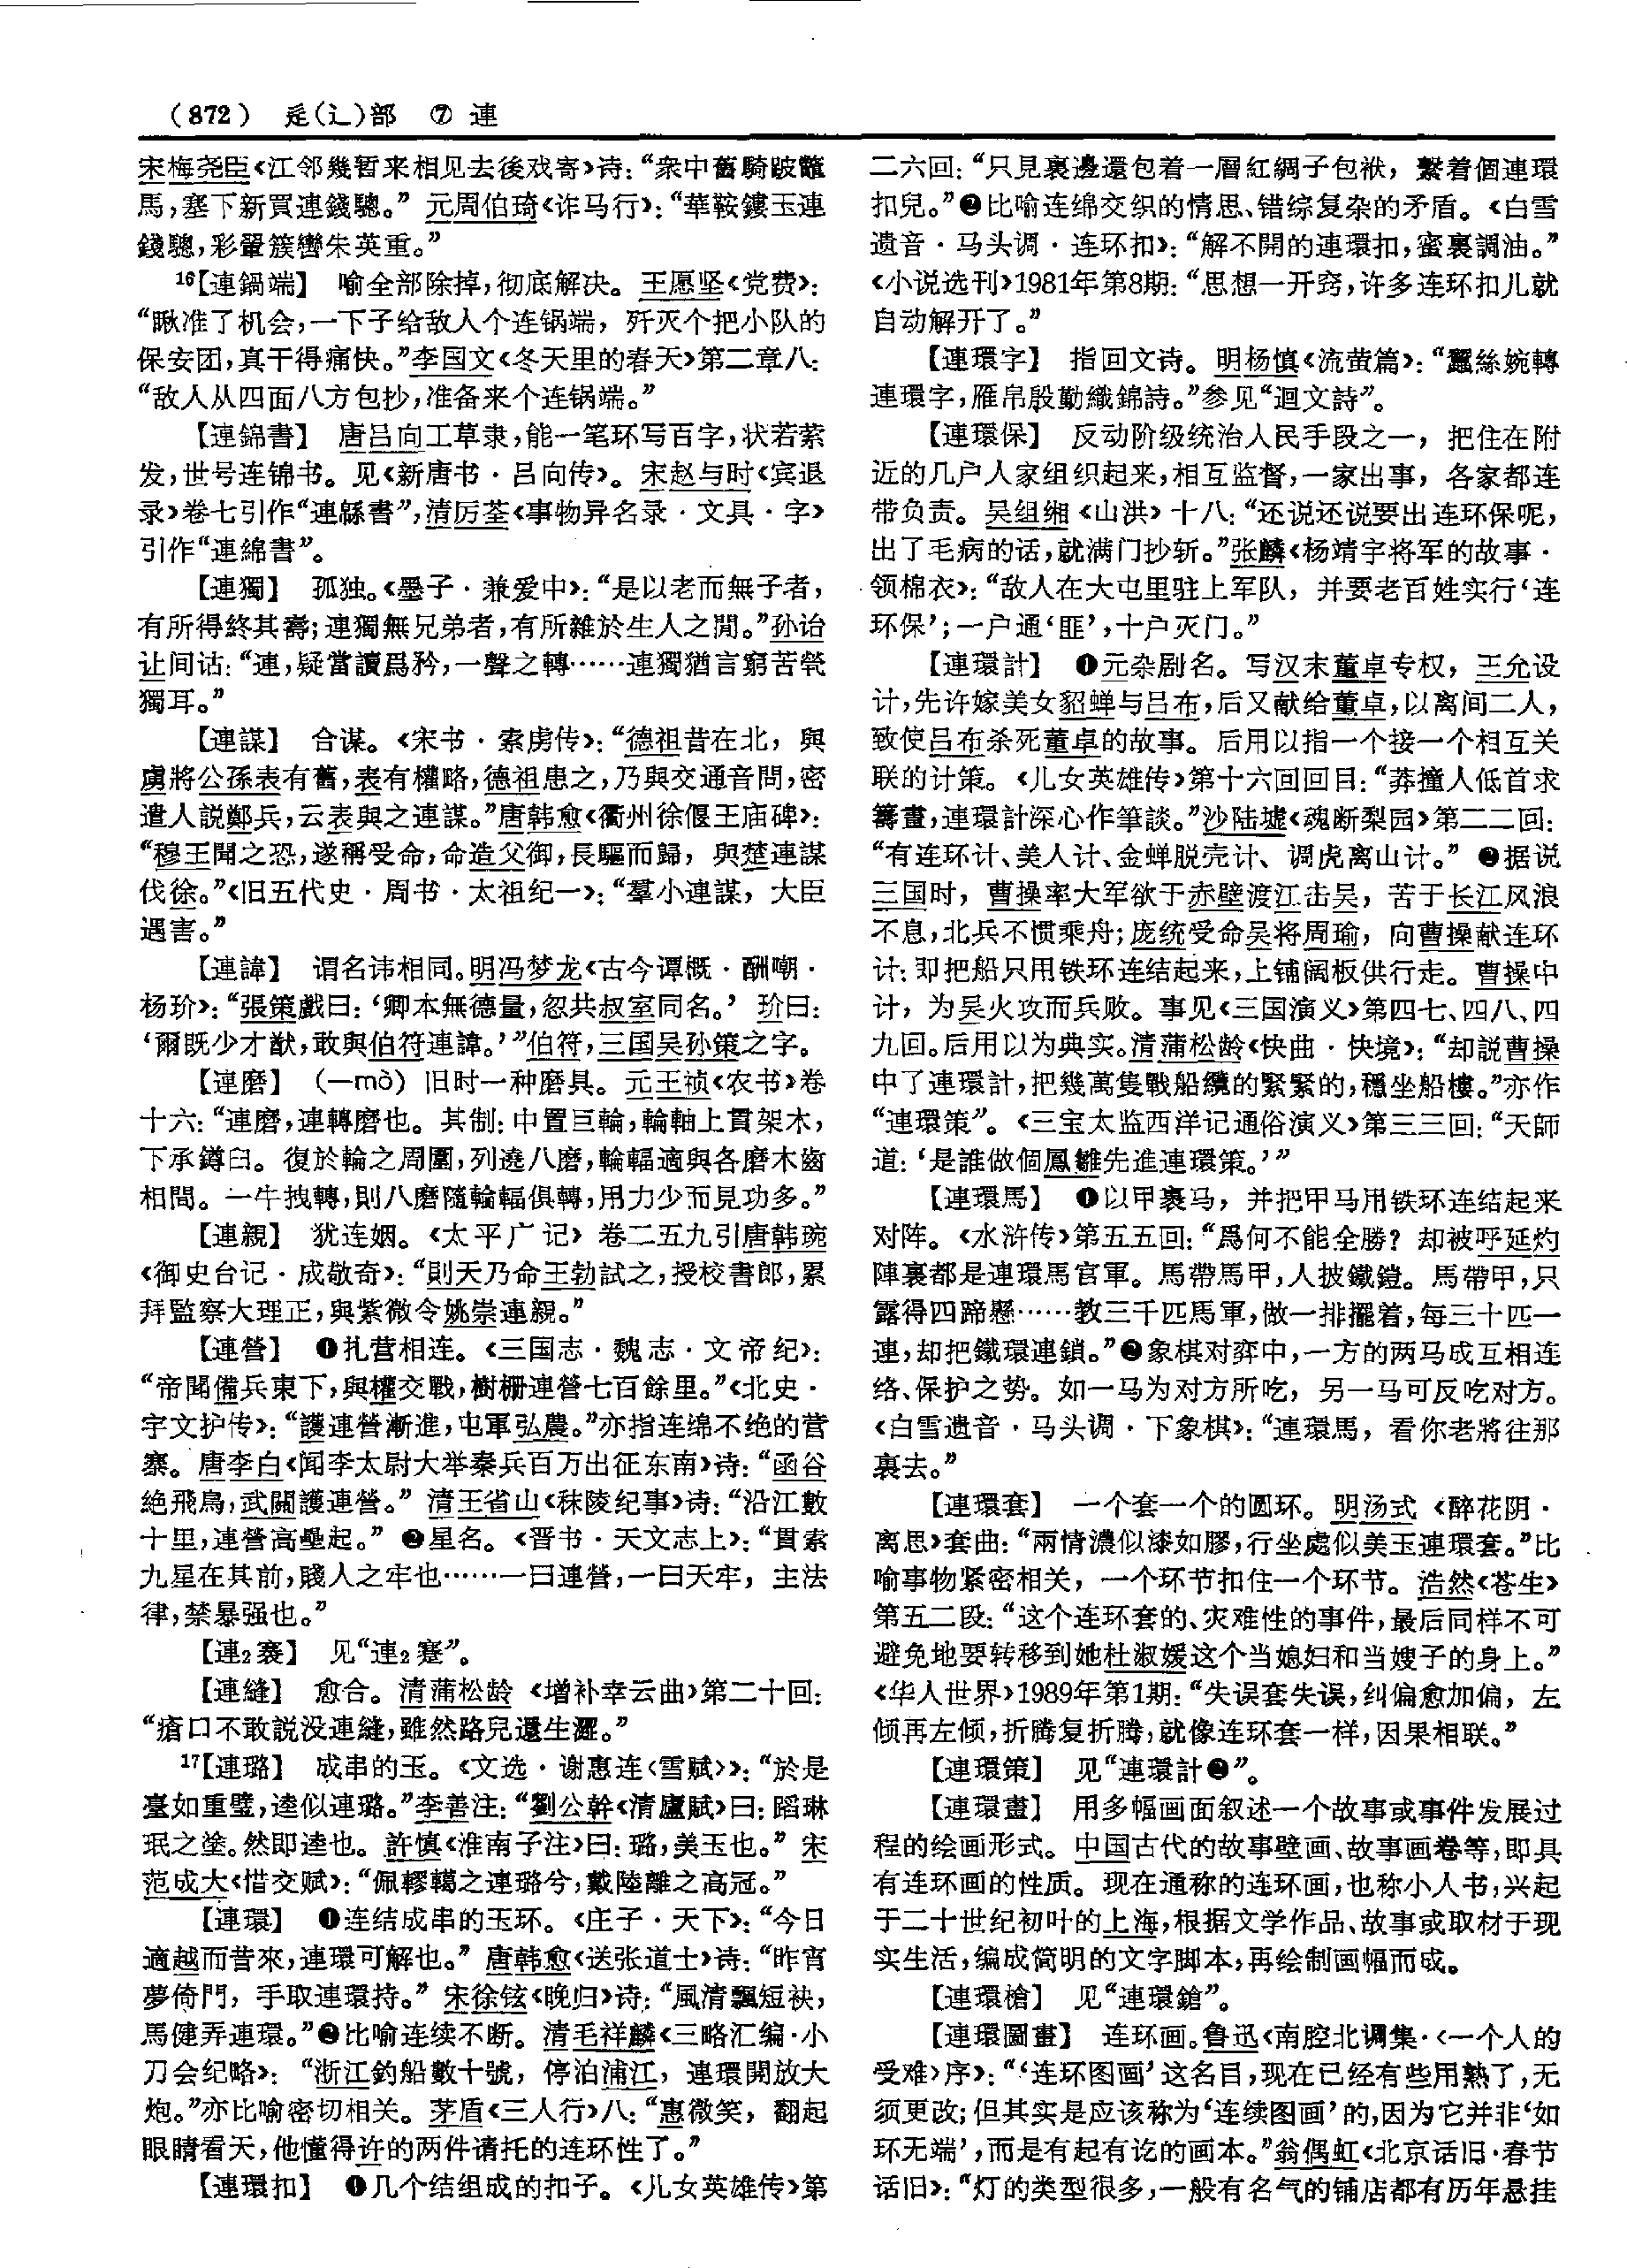 （872） 辵(辶)部 ⑦ 連
宋梅尧臣《江邻幾暂来相见去後戏寄》诗：“衆中舊騎跛鼈
馬，塞下新買連錢驄。” 元周伯琦《诈马行》：“華鞍鏤玉連
錢驄，彩翬簇轡朱英重。”
16【連鍋端】 喻全部除掉，彻底解决。王愿坚《党费》：
“瞅准了机会，一下子给敌人个连锅端，歼灭个把小队的
保安团，真干得痛快。”李国文《冬天里的春天》第二章八：
“敌人从四面八方包抄，准备来个连锅端。”
【連錦書】 唐吕向工草隶，能一笔环写百字，状若萦
发，世号连锦书。见《新唐书·吕向传》。宋赵与时《宾退
录》卷七引作“連緜書”，清厉荃《事物异名录·文具·字》
引作“連綿書”。
【連獨】 孤独。《墨子·兼爱中》：“是以老而無子者，
有所得終其壽；連獨無兄弟者，有所雜於生人之閒。”孙诒
让间诂：“連，疑當讀爲矜，一聲之轉……連獨猶言窮苦煢
獨耳。”
【連謀】 合谋。《宋书·索虏传》：“德祖昔在北，與
虜將公孫表有舊，表有權略，德祖患之，乃與交通音問，密
遣人説鄭兵，云表與之連謀。”唐韩愈《衢州徐偃王庙碑》：
“穆王聞之恐，遂稱受命，命造父御，長驅而歸，與楚連謀
伐徐。”《旧五代史·周书·太祖纪一》：“羣小連謀，大臣
遇害。”
【連諱】 谓名讳相同。明冯梦龙《古今谭概·酬嘲·
杨玠》：“張策戲曰：‘卿本無德量，忽共叔寶同名。’ 玠曰：
‘爾既少才猷，敢與伯符連諱。’”伯符，三国吴孙策之字。
【連磨】 （—mò）旧时一种磨具。元王祯《农书》卷
十六：“連磨，連轉磨也。其制：中置巨輪，輪軸上貫架木，
下承鐏臼。復於輪之周圍，列遶八磨，輪輻適與各磨木齒
相間。一牛拽轉，則八磨隨輪輻俱轉，用力少而見功多。”
【連親】 犹连姻。《太平广记》卷二五九引唐韩琬
《御史台记·成敬奇》：“則天乃命王勃試之，授校書郎，累
拜監察大理正，與紫微令姚崇連親。”
【連營】 ❶扎营相连。《三国志·魏志·文帝纪》：
“帝聞備兵東下，與權交戰，樹栅連營七百餘里。”《北史·
宇文护传》：“護連營漸進，屯軍弘農。”亦指连绵不绝的营
寨。唐李白《闻李太尉大举秦兵百万出征东南》诗：“函谷
絶飛鳥，武關護連營。” 清王省山《秣陵纪事》诗：“沿江數
十里，連營高壘起。” ❷星名。《晋书·天文志上》：“貫索
九星在其前，賤人之牢也……一曰連營，一曰天牢，主法
律，禁暴强也。”
【連2蹇】 见“連2蹇”。
【連縫】 愈合。清蒲松龄《增补幸云曲》第二十回：
“瘡口不敢説没連縫，雖然路兒還生澀。”
17【連璐】 成串的玉。《文选·谢惠连〈雪赋〉》：“於是
臺如重璧，逵似連璐。”李善注：“劉公幹《清廬賦》曰：蹈琳
珉之塗。然即逵也。許慎《淮南子注》曰：璐，美玉也。” 宋
范成大《惜交赋》：“佩轇轕之連璐兮，戴陸離之高冠。”
【連環】 ❶连结成串的玉环。《庄子·天下》：“今日
適越而昔來，連環可解也。” 唐韩愈《送张道士》诗：“昨宵
夢倚門，手取連環持。” 宋徐铉《晚归》诗：“風清飄短袂，
馬健弄連環。”❷比喻连续不断。清毛祥麟《三略汇编·小
刀会纪略》：“浙江釣船數十號，停泊浦江，連環開放大
炮。”亦比喻密切相关。茅盾《三人行》八：“惠微笑，翻起
眼睛看天，他懂得许的两件请托的连环性了。”
【連環扣】 ❶几个结组成的扣子。《儿女英雄传》第
二六回：“只見裏邊還包着一層紅綢子包袱，繫着個連環
扣兒。”❷比喻连绵交织的情思、错综复杂的矛盾。《白雪
遗音·马头调·连环扣》：“解不開的連環扣，蜜裏調油。”
《小说选刊》1981年第8期：“思想一开窍，许多连环扣儿就
自动解开了。”
【連環字】 指回文诗。明杨慎《流萤篇》：“蠶絲婉轉
連環字，雁帛殷勤織錦詩。”参见“迴文詩”。
【連環保】 反动阶级统治人民手段之一，把住在附
近的几户人家组织起来，相互监督，一家出事，各家都连
带负责。吴组缃《山洪》十八：“还说还说要出连环保呢，
出了毛病的话，就满门抄斩。”张麟《杨靖宇将军的故事·
领棉衣》：“敌人在大屯里驻上军队，并要老百姓实行‘连
环保’；一户通‘匪’，十户灭门。”
【連環計】 ❶元杂剧名。写汉末董卓专权，王允设
计，先许嫁美女貂蝉与吕布，后又献给董卓，以离间二人，
致使吕布杀死董卓的故事。后用以指一个接一个相互关
联的计策。《儿女英雄传》第十六回回目：“莽撞人低首求
籌畫，連環計深心作筆談。”沙陆墟《魂断梨园》第二二回：
“有连环计、美人计、金蝉脱壳计、调虎离山计。” ❷据说
三国时，曹操率大军欲于赤壁渡江击吴，苦于长江风浪
不息，北兵不惯乘舟；庞统受命吴将周瑜，向曹操献连环
计：即把船只用铁环连结起来，上铺阔板供行走。曹操中
计，为吴火攻而兵败。事见《三国演义》第四七、四八、四
九回。后用以为典实。清蒲松龄《快曲·快境》：“却説曹操
中了連環計，把幾萬隻戰船纜的緊緊的，穩坐船樓。”亦作
“連環策”。《三宝太监西洋记通俗演义》第三三回：“天師
道：‘是誰做個鳳雛先進連環策。’”
【連環馬】 ❶以甲裹马，并把甲马用铁环连结起来
对阵。《水浒传》第五五回：“爲何不能全勝？却被呼延灼
陣裏都是連環馬官軍。馬帶馬甲，人披鐵鎧。馬帶甲，只
露得四蹄懸……教三千匹馬軍，做一排擺着，每三十匹一
連，却把鐵環連鎖。”❷象棋对弈中，一方的两马成互相连
络、保护之势。如一马为对方所吃，另一马可反吃对方。
《白雪遗音·马头调·下象棋》：“連環馬，看你老將往那
裏去。”
【連環套】 一个套一个的圆环。明汤式《醉花阴·
离思》套曲：“兩情濃似漆如膠，行坐處似美玉連環套。”比
喻事物紧密相关，一个环节扣住一个环节。浩然《苍生》
第五二段：“这个连环套的、灾难性的事件，最后同样不可
避免地要转移到她杜淑媛这个当媳妇和当嫂子的身上。”
《华人世界》1989年第1期：“失误套失误，纠偏愈加偏，左
倾再左倾，折腾复折腾，就像连环套一样，因果相联。”
【連環策】 见“連環計❷”。
【連環畫】 用多幅画面叙述一个故事或事件发展过
程的绘画形式。中国古代的故事壁画、故事画卷等，即具
有连环画的性质。现在通称的连环画，也称小人书，兴起
于二十世纪初叶的上海，根据文学作品、故事或取材于现
实生活，编成简明的文字脚本，再绘制画幅而成。
【連環槍】 见“連環鎗”。
【連環圖畫】 连环画。鲁迅《南腔北调集·〈一个人的
受难〉序》：“‘连环图画’这名目，现在已经有些用熟了，无
须更改；但其实是应该称为‘连续图画’的，因为它并非‘如
环无端’，而是有起有讫的画本。”翁偶虹《北京话旧·春节
话旧》：“灯的类型很多，一般有名气的铺店都有历年悬挂